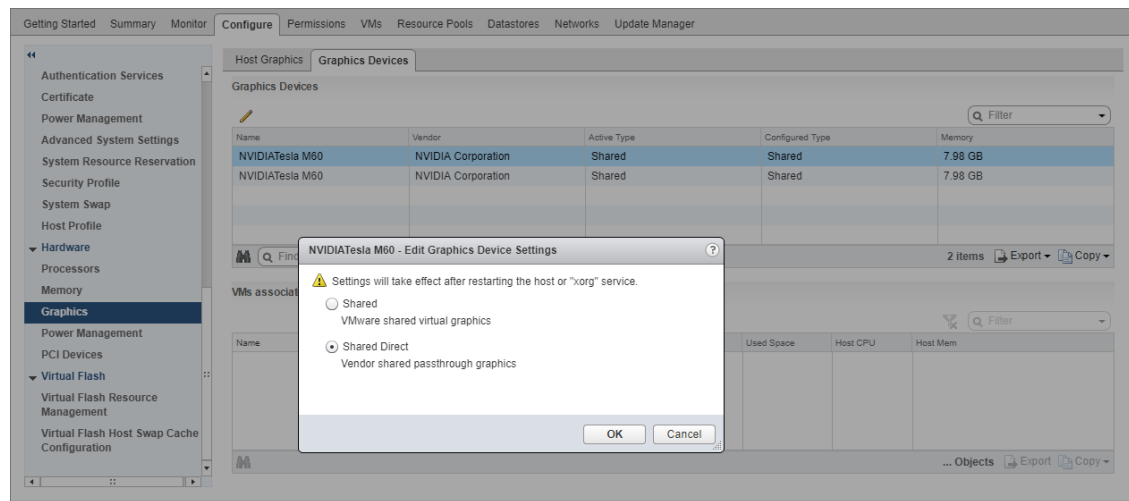 Getting Started Summary Monitor Configure Permissions VMs Resource Pools Datastores Networks Update Manager
Authentication Services
Certificate
Power Management
Advanced System Settings
System Resource Reservation
Security Profile
System Swap
Host Profile
Hardware
Processors
Memory
Graphics
Power Management
PCI Devices
Virtual Flash
Virtual Flash Resource
Management
Virtual Flash Host Swap Cache
Configuration
Host Graphics Graphics Devices
Graphics Devices
Filter
Name Vendor Active Type Configured Type Memory
NVIDIATesla M60 NVIDIA Corporation Shared Shared 7.98 GB
NVIDIATesla M60 NVIDIA Corporation Shared Shared 7.98 GB
2 items Export Copy
VMs associat
Filter
Name Used Space Host CPU Host Mem
... Objects Export Copy
NVIDIATesla M60 - Edit Graphics Device Settings ?
Settings will take effect after restarting the host or "xorg" service.
Shared
VMware shared virtual graphics
Shared Direct
Vendor shared passthrough graphics
OK Cancel